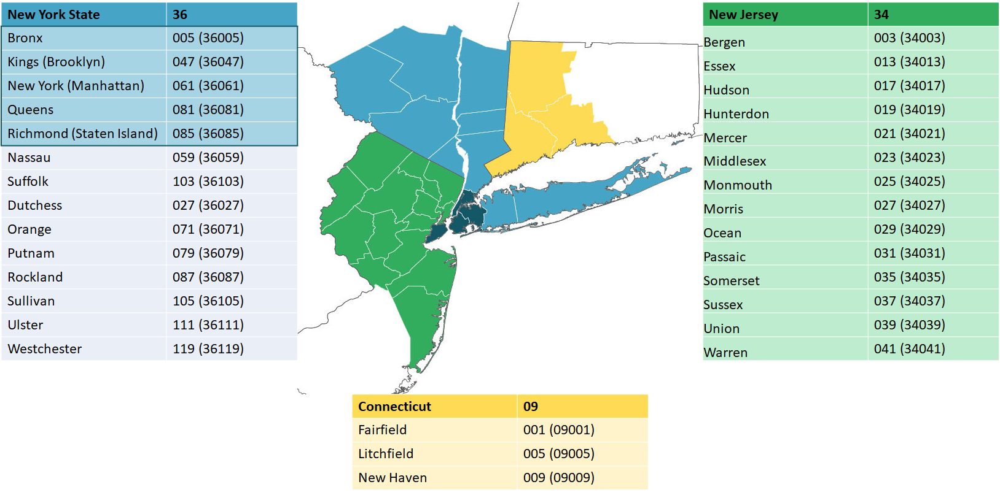 New York State 36
Bronx 005 (36005)
Kings (Brooklyn) 047 (36047)
New York (Manhattan) 061 (36061)
Queens 081 (36081)
Richmond (Staten Island) 085 (36085)
Nassau 059 (36059)
Suffolk 103 (36103)
Dutchess 027 (36027)
Orange 071 (36071)
Putnam 079 (36079)
Rockland 087 (36087)
Sullivan 105 (36105)
Ulster 111 (36111)
Westchester 119 (36119)
New Jersey 34
Bergen 003 (34003)
Essex 013 (34013)
Hudson 017 (34017)
Hunterdon 019 (34019)
Mercer 021 (34021)
Middlesex 023 (34023)
Monmouth 025 (34025)
Morris 027 (34027)
Ocean 029 (34029)
Passaic 031 (34031)
Somerset 035 (34035)
Sussex 037 (34037)
Union 039 (34039)
Warren 041 (34041)
Connecticut 09
Fairfield 001 (09001)
Litchfield 005 (09005)
New Haven 009 (09009)